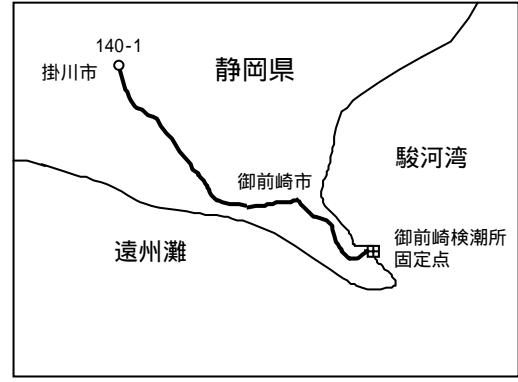 140-1
掛川市
静岡県
駿河湾
御前崎市
御前崎検潮所
固定点
遠州灘